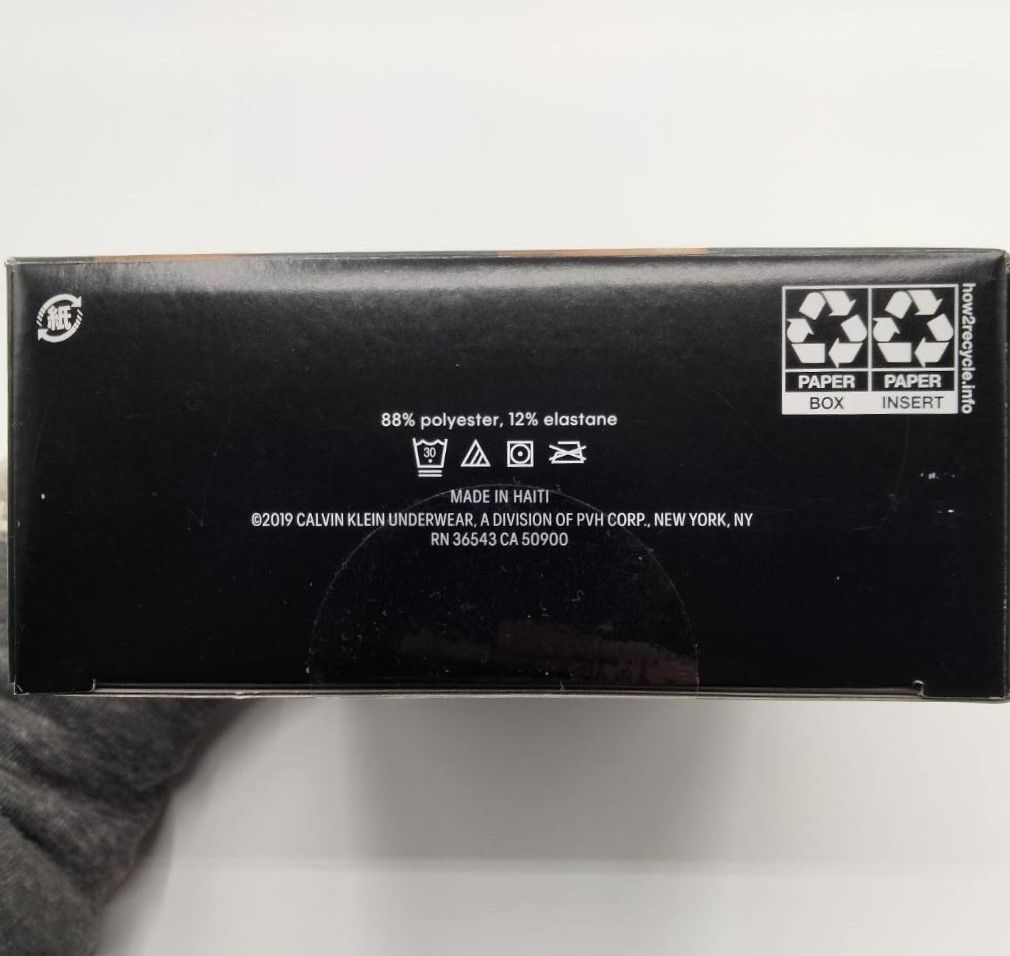 紙
PAPER PAPER
BOX INSERT
how2recycle.info
88% polyester, 12% elastane
30
MADE IN HAITI
©2019 CALVIN KLEIN UNDERWEAR, A DIVISION OF PVH CORP., NEW YORK, NY
RN 36543 CA 50900